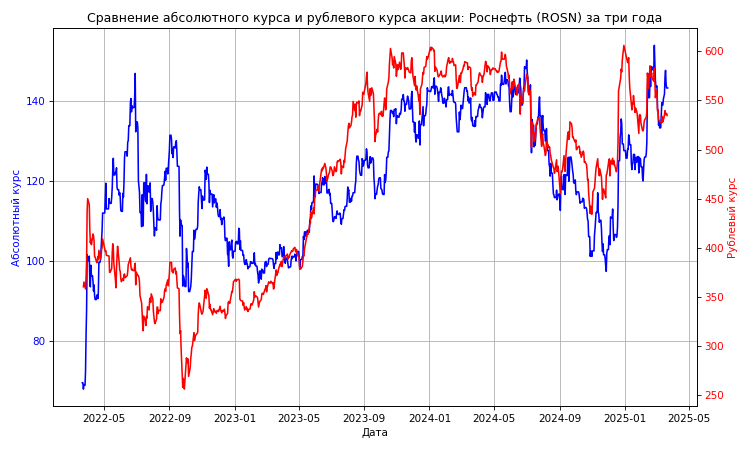 Сравнение абсолютного курса и рублевого курса акции: Роснефть (ROSN) за три года
Абсолютный курс
140
120
100
80
600
550
500
450
400
350
300
250
Рублевый курс
2022-05 2022-09 2023-01 2023-05 2023-09 2024-01 2024-05 2024-09 2025-01 2025-05
Дата